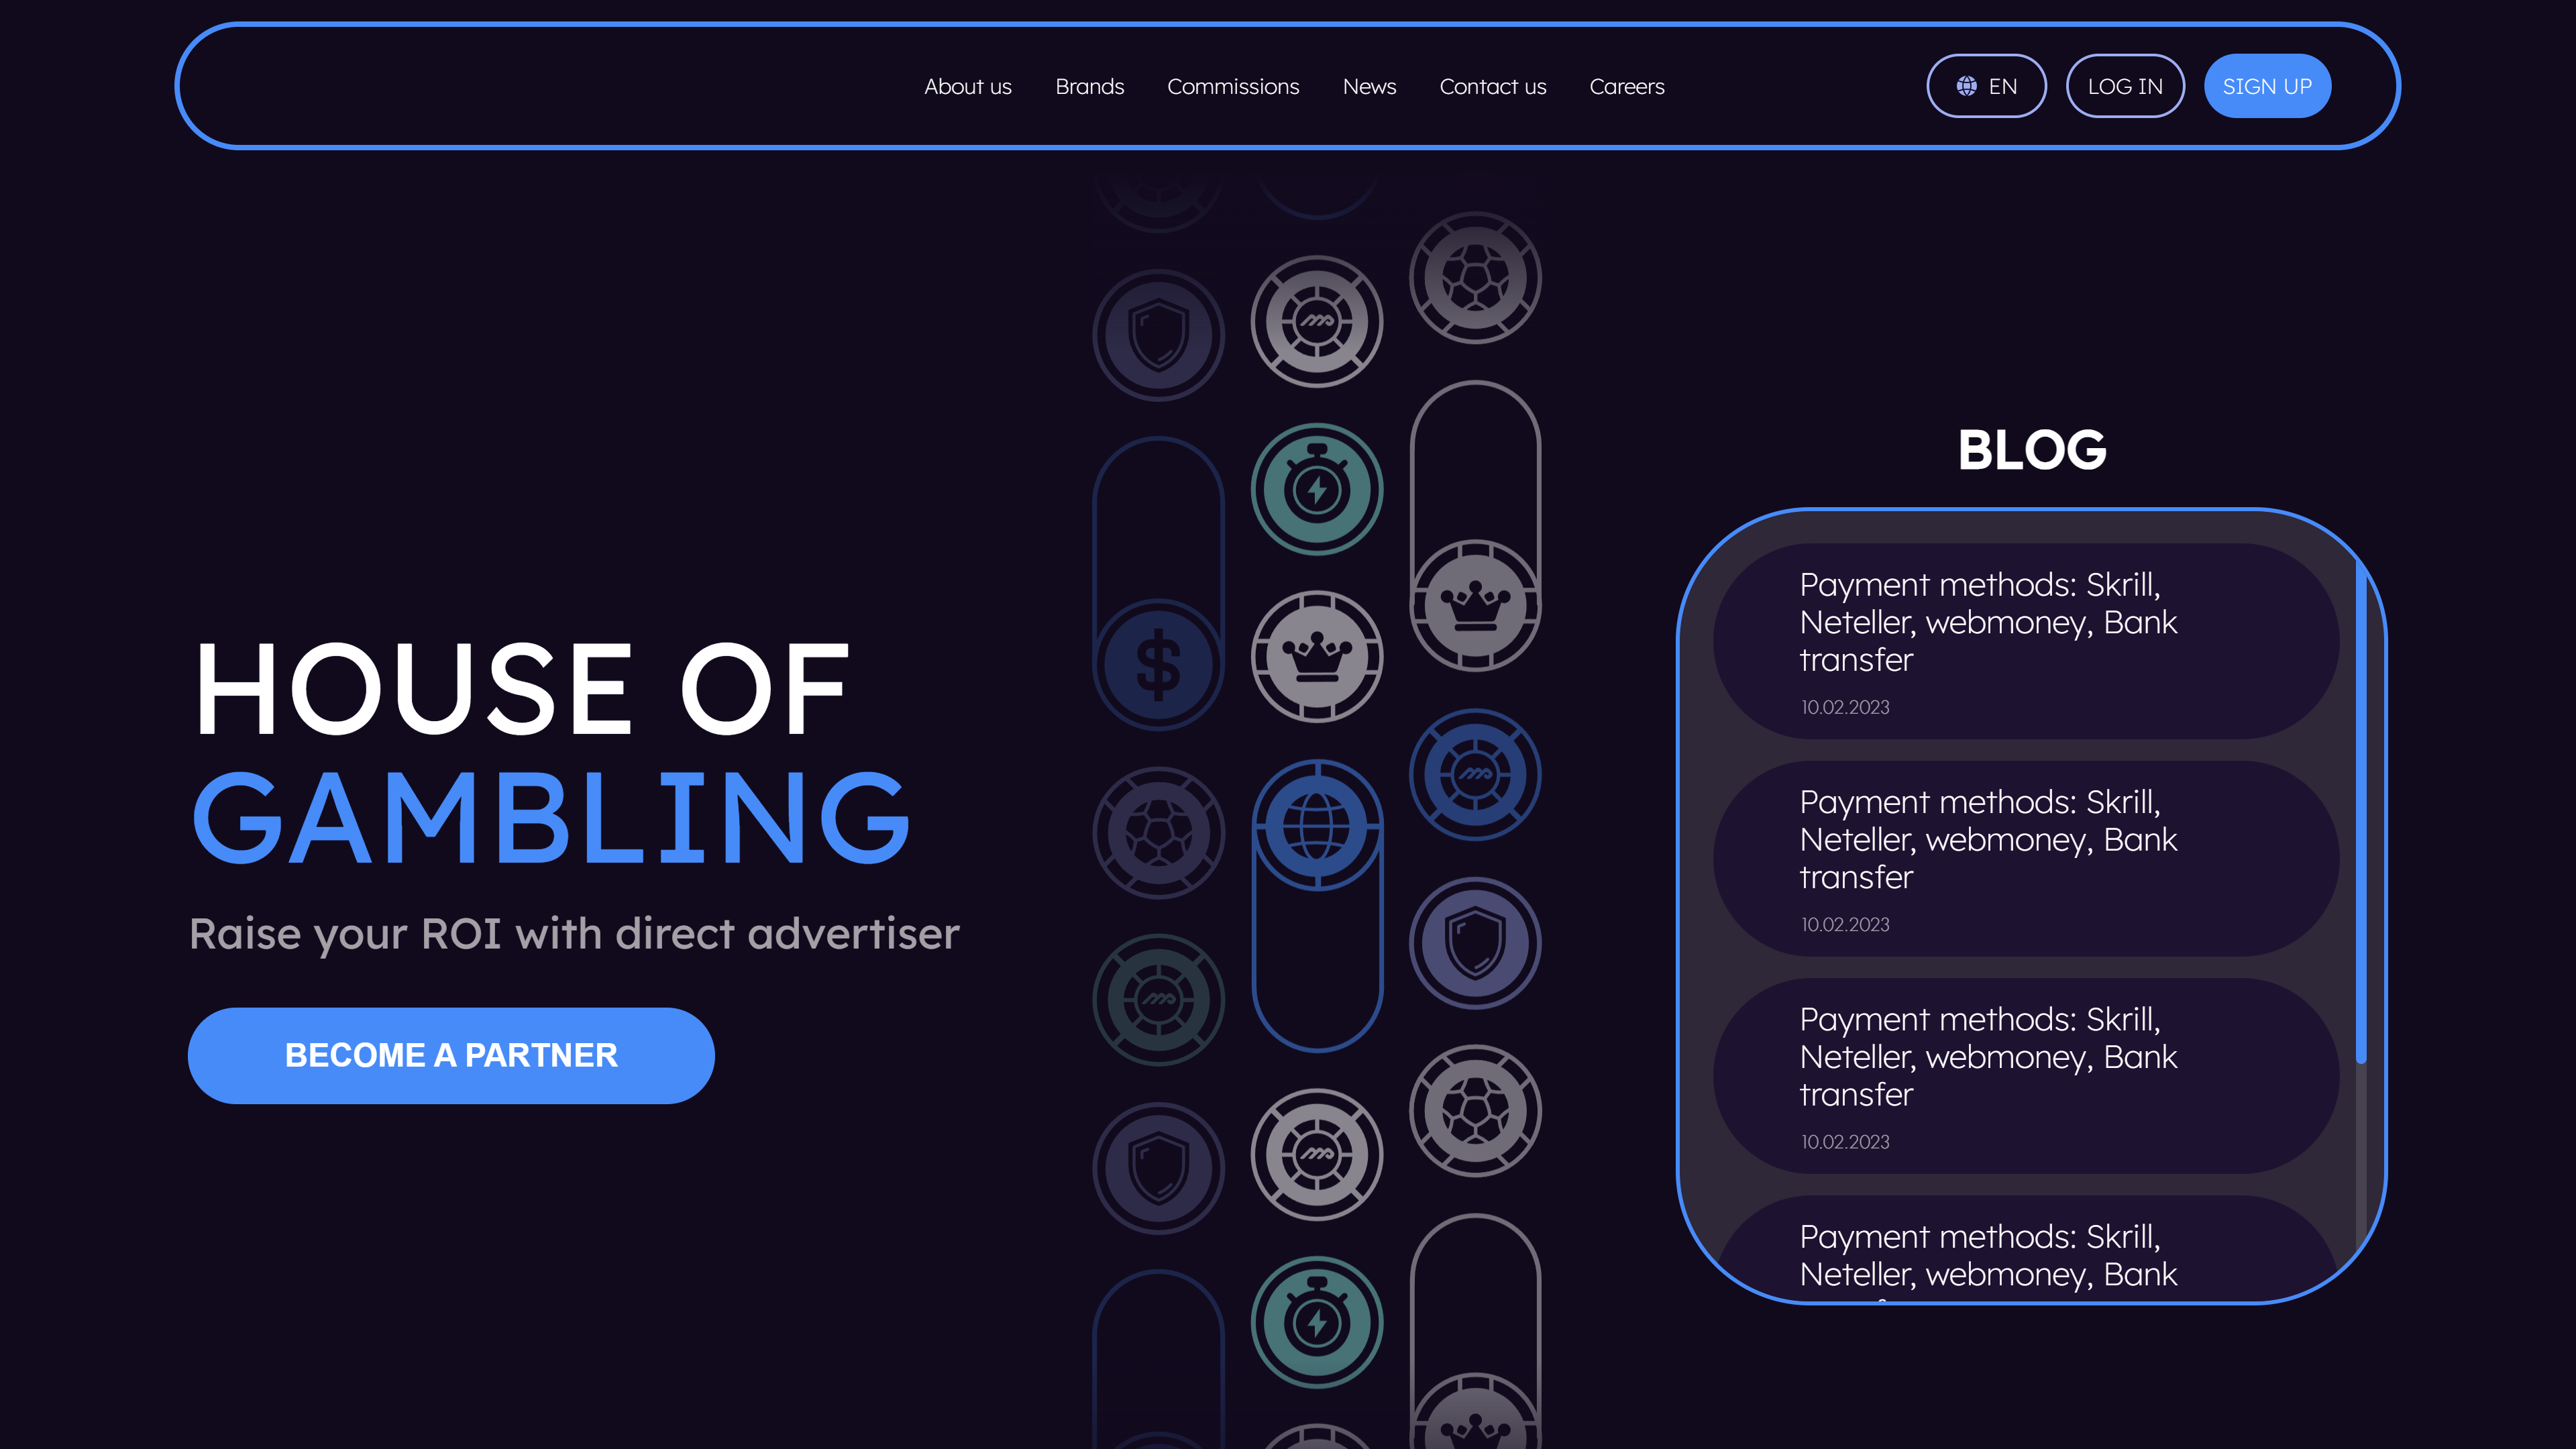 About us Brands Commissions News Contact us Careers EN LOG IN SIGN UP
HOUSE OF
GAMBLING
Raise your ROI with direct advertiser
BECOME A PARTNER
BLOG
Payment methods: Skrill,
Neteller, webmoney, Bank
transfer
10.02.2023
Payment methods: Skrill,
Neteller, webmoney, Bank
transfer
10.02.2023
Payment methods: Skrill,
Neteller, webmoney, Bank
transfer
10.02.2023
Payment methods: Skrill,
Neteller, webmoney, Bank